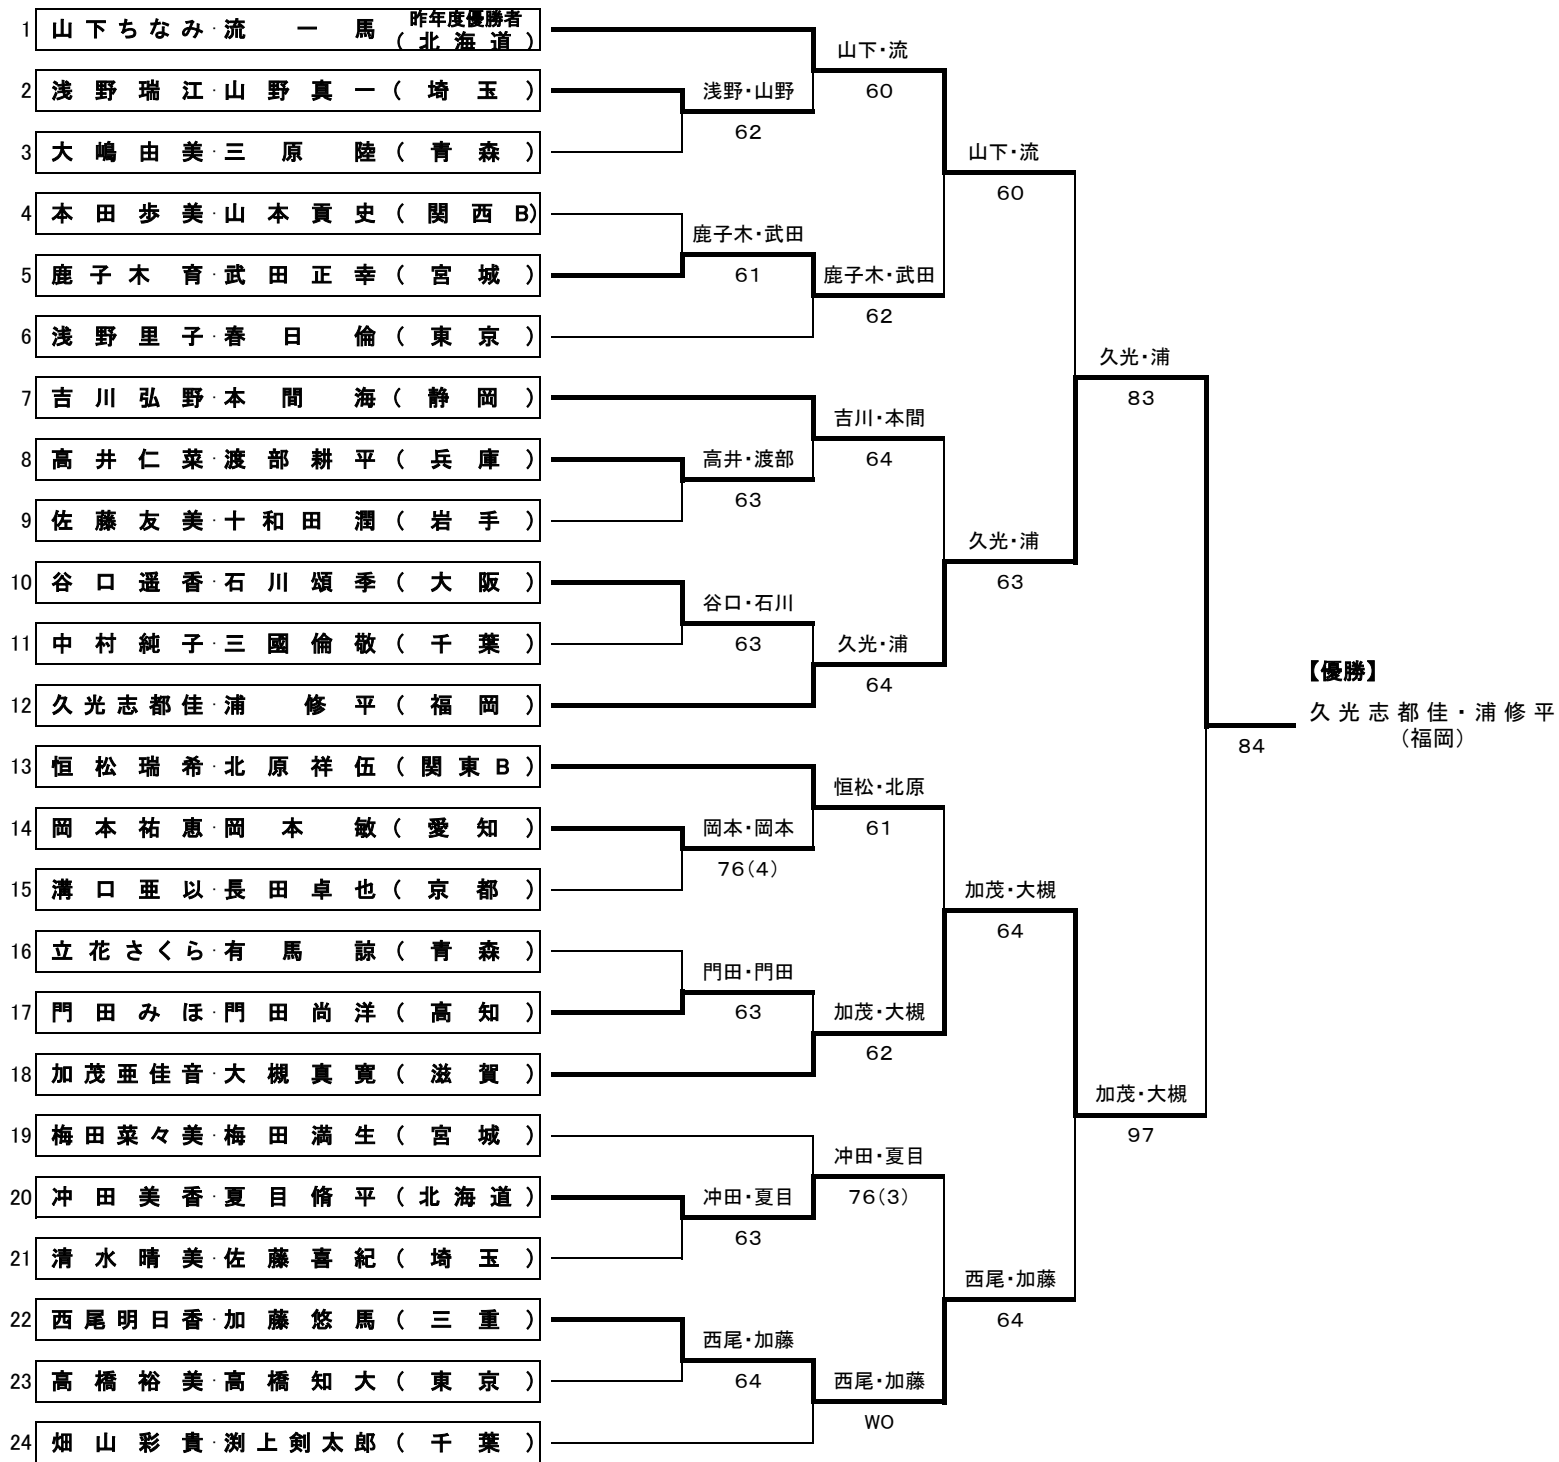 1 山下ちなみ・流一馬 昨年度優勝者
(北海道)
2 浅野瑞江・山野真一(埼玉)
3 大嶋由美・三原陸(青森)
4 本田歩美・山本貢史(関西B)
5 鹿子木育・武田正幸(宮城)
6 浅野里子・春日倫(東京)
7 吉川弘野・本間海(静岡)
8 高井仁菜・渡部耕平(兵庫)
9 佐藤友美・十和田潤(岩手)
10 谷口遥香・石川頌季(大阪)
11 中村純子・三國倫敬(千葉)
12 久光志都佳・浦修平(福岡)
13 恒松瑞希・北原祥伍(関東B)
14 岡本祐恵・岡本敏(愛知)
15 溝口亜以・長田卓也(京都)
16 立花さくら・有馬諒(青森)
17 門田みほ・門田尚洋(高知)
18 加茂亜佳音・大槻真寛(滋賀)
19 梅田菜々美・梅田満生(宮城)
20 冲田美香・夏目脩平(北海道)
21 清水晴美・佐藤喜紀(埼玉)
22 西尾明日香・加藤悠馬(三重)
23 高橋裕美・高橋知大(東京)
24 畑山彩貴・渕上剣太郎(千葉)
浅野・山野
62
鹿子木・武田
61
高井・渡部
63
谷口・石川
63
岡本・岡本
76(4)
門田・門田
63
冲田・夏目
63
西尾・加藤
64
山下・流
60
鹿子木・武田
62
吉川・本間
64
久光・浦
64
恒松・北原
61
加茂・大槻
62
冲田・夏目
76(3)
西尾・加藤
WO
山下・流
60
久光・浦
63
加茂・大槻
64
西尾・加藤
64
久光・浦
83
加茂・大槻
97
84
【優勝】
久光志都佳・浦修平
(福岡)